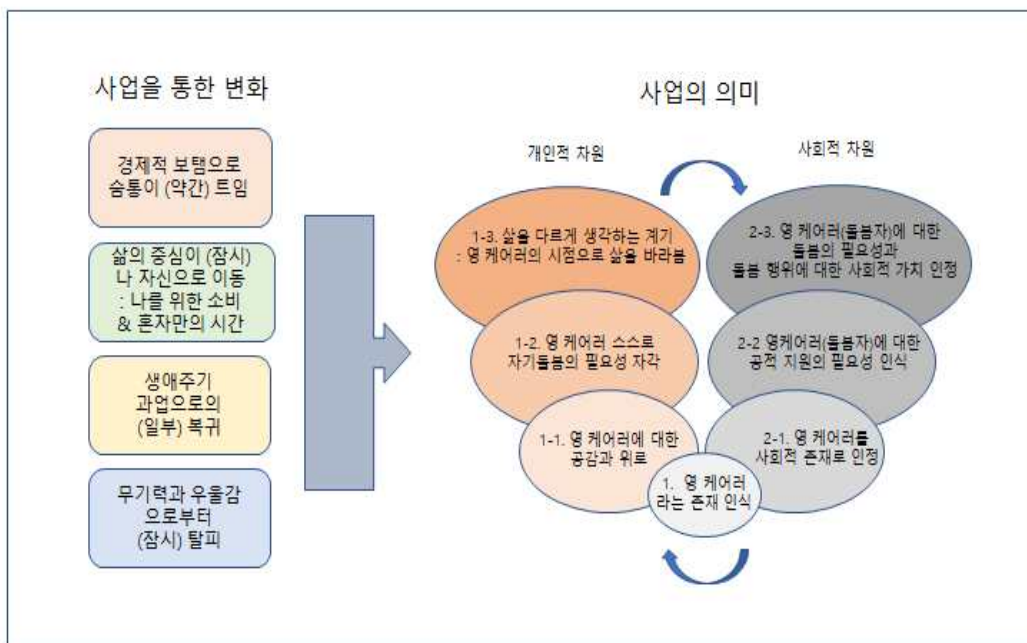 사업을 통한 변화
경제적 보탬으로
숨통이 (약간) 트임
삶의 중심이 (잠시)
나 자신으로 이동
: 나를 위한 소비
& 혼자만의 시간
생애주기
과업으로의
(일부) 복귀
무기력과 우울감
으로부터
(잠시) 탈피
사업의 의미
개인적 차원
1-3. 삶을 다르게 생각하는 계기
: 영 케어러의 시점으로 삶을 바라봄
1-2. 영 케어러 스스로
자기돌봄의 필요성 자각
1-1. 영 케어러에 대한
공감과 위로
사회적 차원
2-3. 영 케어러(돌봄자)에 대한
돌봄의 필요성과
돌봄 행위에 대한 사회적 가치 인정
2-2 영케어러(돌봄자)에 대한
공적 지원의 필요성 인식
2-1. 영 케어러를
사회적 존재로 인정
1. 영 케어러
라는 존재 인식